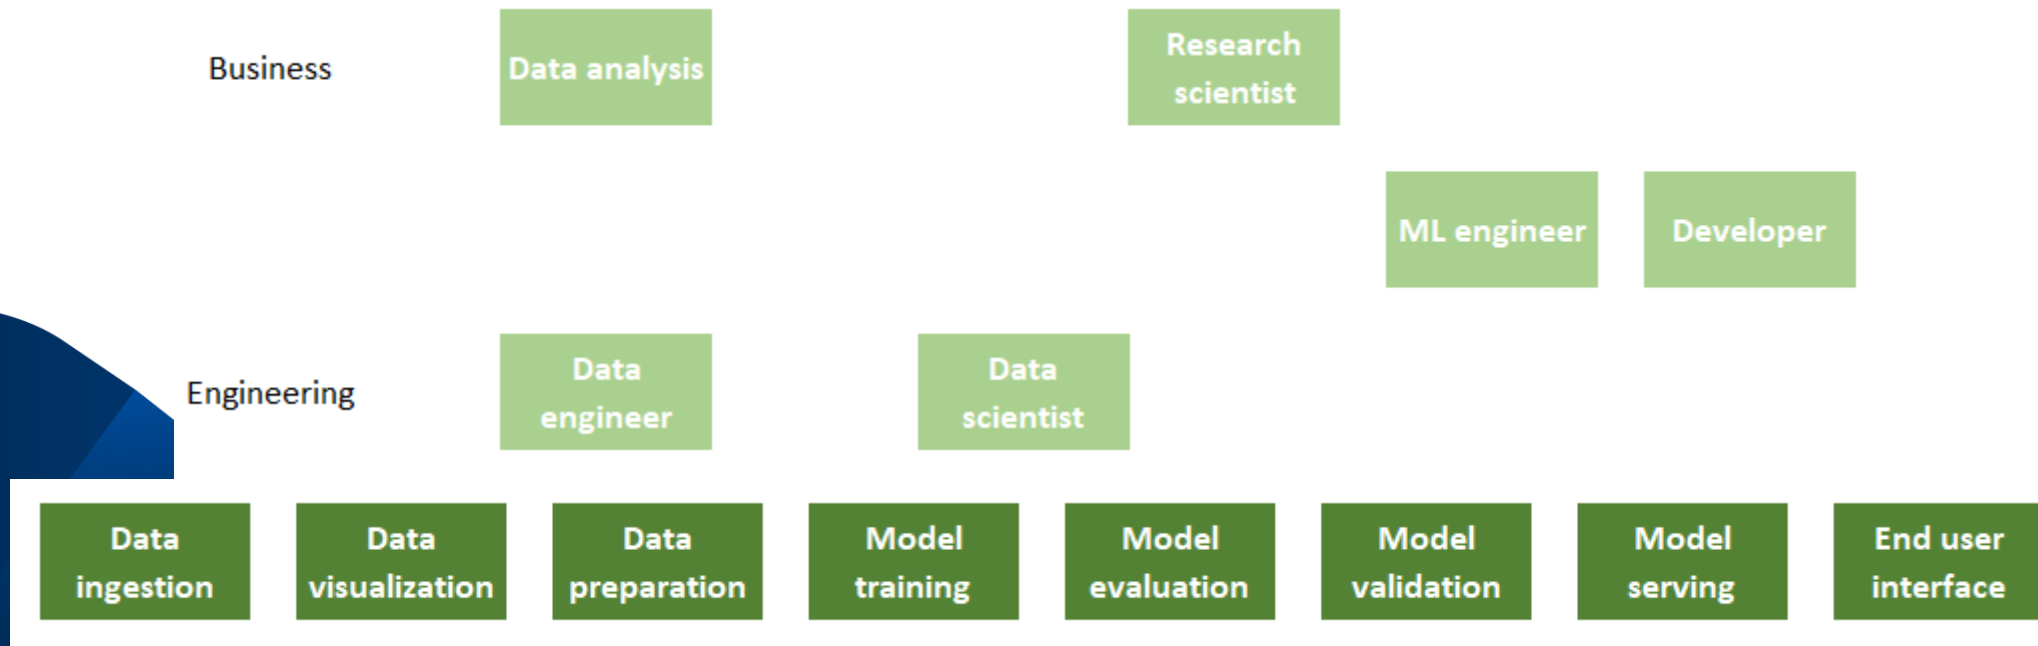 Business
Data analysis
Research
scientist
ML engineer
Developer
Engineering
Data
engineer
Data
scientist
Data
ingestion
Data
visualization
Data
preparation
Model
training
Model
evaluation
Model
validation
Model
serving
End user
interface